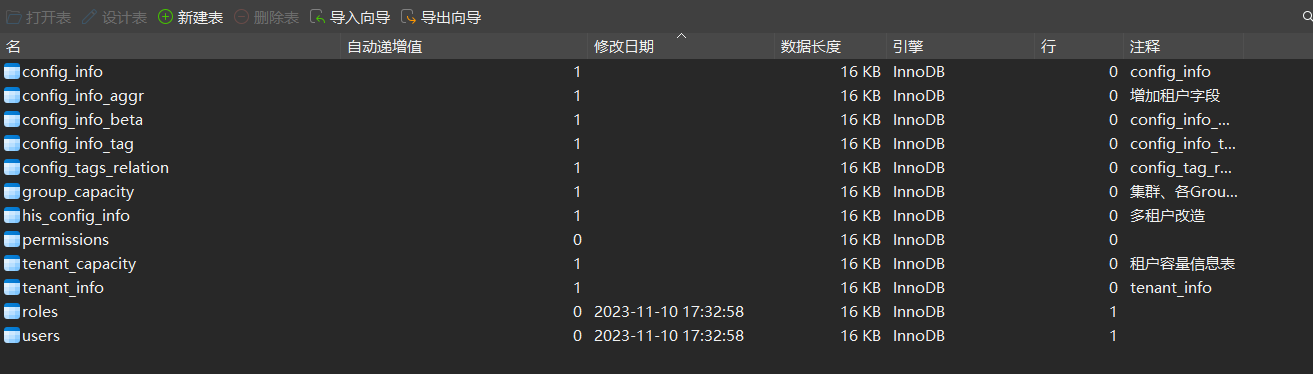 打开表 设计表 新建表 删除表 导入向导 导出向导
名 自动递增值 修改日期 数据长度 引擎 行 注释
config_info 1 16 KB InnoDB 0 config_info
config_info_aggr 1 16 KB InnoDB 0 增加租户字段
config_info_beta 1 16 KB InnoDB 0 config_info_...
config_info_tag 1 16 KB InnoDB 0 config_info_t...
config_tags_relation 1 16 KB InnoDB 0 config_tag_r...
group_capacity 1 16 KB InnoDB 0 集群、各Grou...
his_config_info 1 16 KB InnoDB 0 多租户改造
permissions 0 16 KB InnoDB 0
tenant_capacity 1 16 KB InnoDB 0 租户容量信息表
tenant_info 1 16 KB InnoDB 0 tenant_info
roles 0 2023-11-10 17:32:58 16 KB InnoDB 1
users 0 2023-11-10 17:32:58 16 KB InnoDB 1